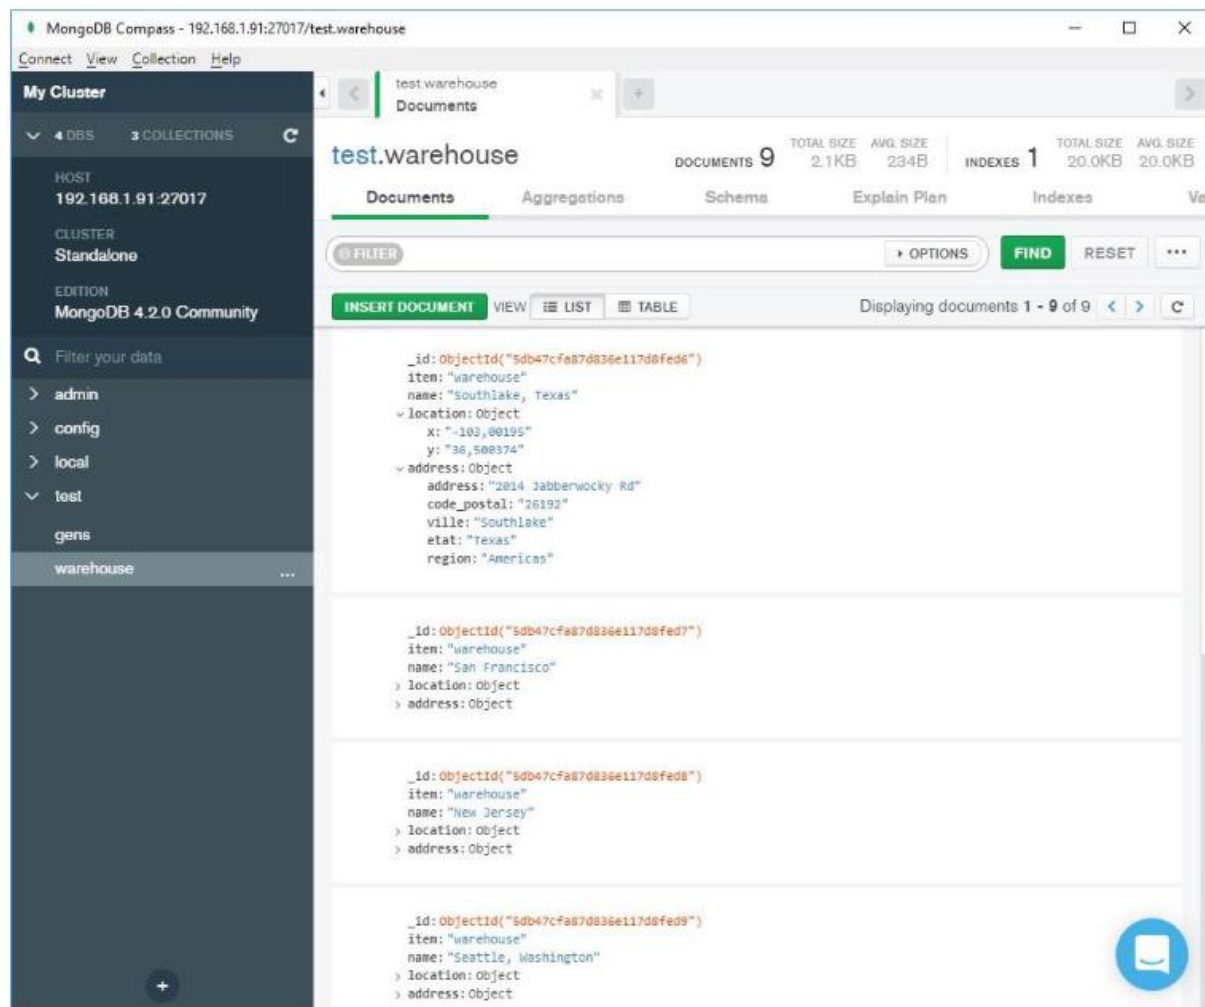 MongoDB Compass - 192.168.1.91:27017/test.warehouse
Connect View Collection Help
My Cluster
4 DBS 3 COLLECTIONS
HOST
192.168.1.91:27017
CLUSTER
Standalone
EDITION
MongoDB 4.2.0 Community
Filter your data
admin
config
local
test
gens
warehouse ...
test.warehouse
Documents
test.warehouse
DOCUMENTS 9 TOTAL SIZE 2.1KB AVG. SIZE 234B INDEXES 1 TOTAL SIZE 20.0KB AVG. SIZE 20.0KB
Documents Aggregations Schema Explain Plan Indexes Va
FILTER OPTIONS FIND RESET ...
INSERT DOCUMENT VIEW LIST TABLE Displaying documents 1 - 9 of 9
_id: ObjectId("5db47cfa87d836e117d8fed6")
item: "warehouse"
name: "Southlake, Texas"
location: Object
x: "-103,00195"
y: "36,500374"
address: Object
address: "2014 Jabberwocky Rd"
code_postal: "26192"
ville: "Southlake"
etat: "Texas"
region: "Americas"
_id: ObjectId("5db47cfa87d836e117d8fed7")
item: "warehouse"
name: "San Francisco"
location: Object
address: Object
_id: ObjectId("5db47cfa87d836e117d8fed8")
item: "warehouse"
name: "New Jersey"
location: Object
address: Object
_id: ObjectId("5db47cfa87d836e117d8fed9")
item: "warehouse"
name: "Seattle, Washington"
location: Object
address: Object